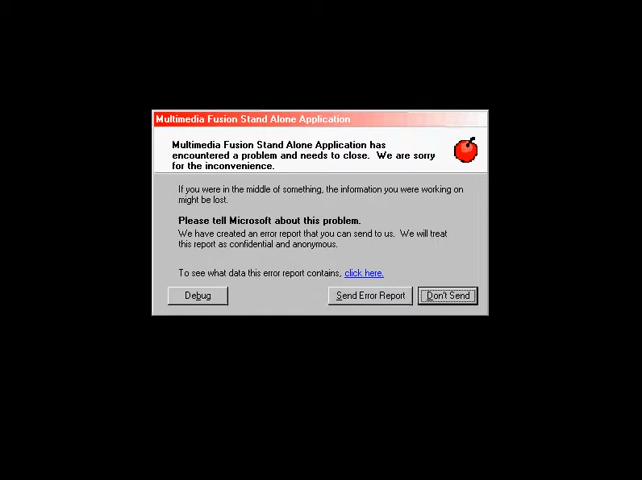 Multimedia Fusion Stand Alone Application
Multimedia Fusion Stand Alone Application has
encountered a problem and needs to close.  We are sorry
for the inconvenience.
If you were in the middle of something, the information you were working on
might be lost.
Please tell Microsoft about this problem.
We have created an error report that you can send to us.  We will treat
this report as confidential and anonymous.
To see what data this error report contains, click here.
Debug Send Error Report Don't Send